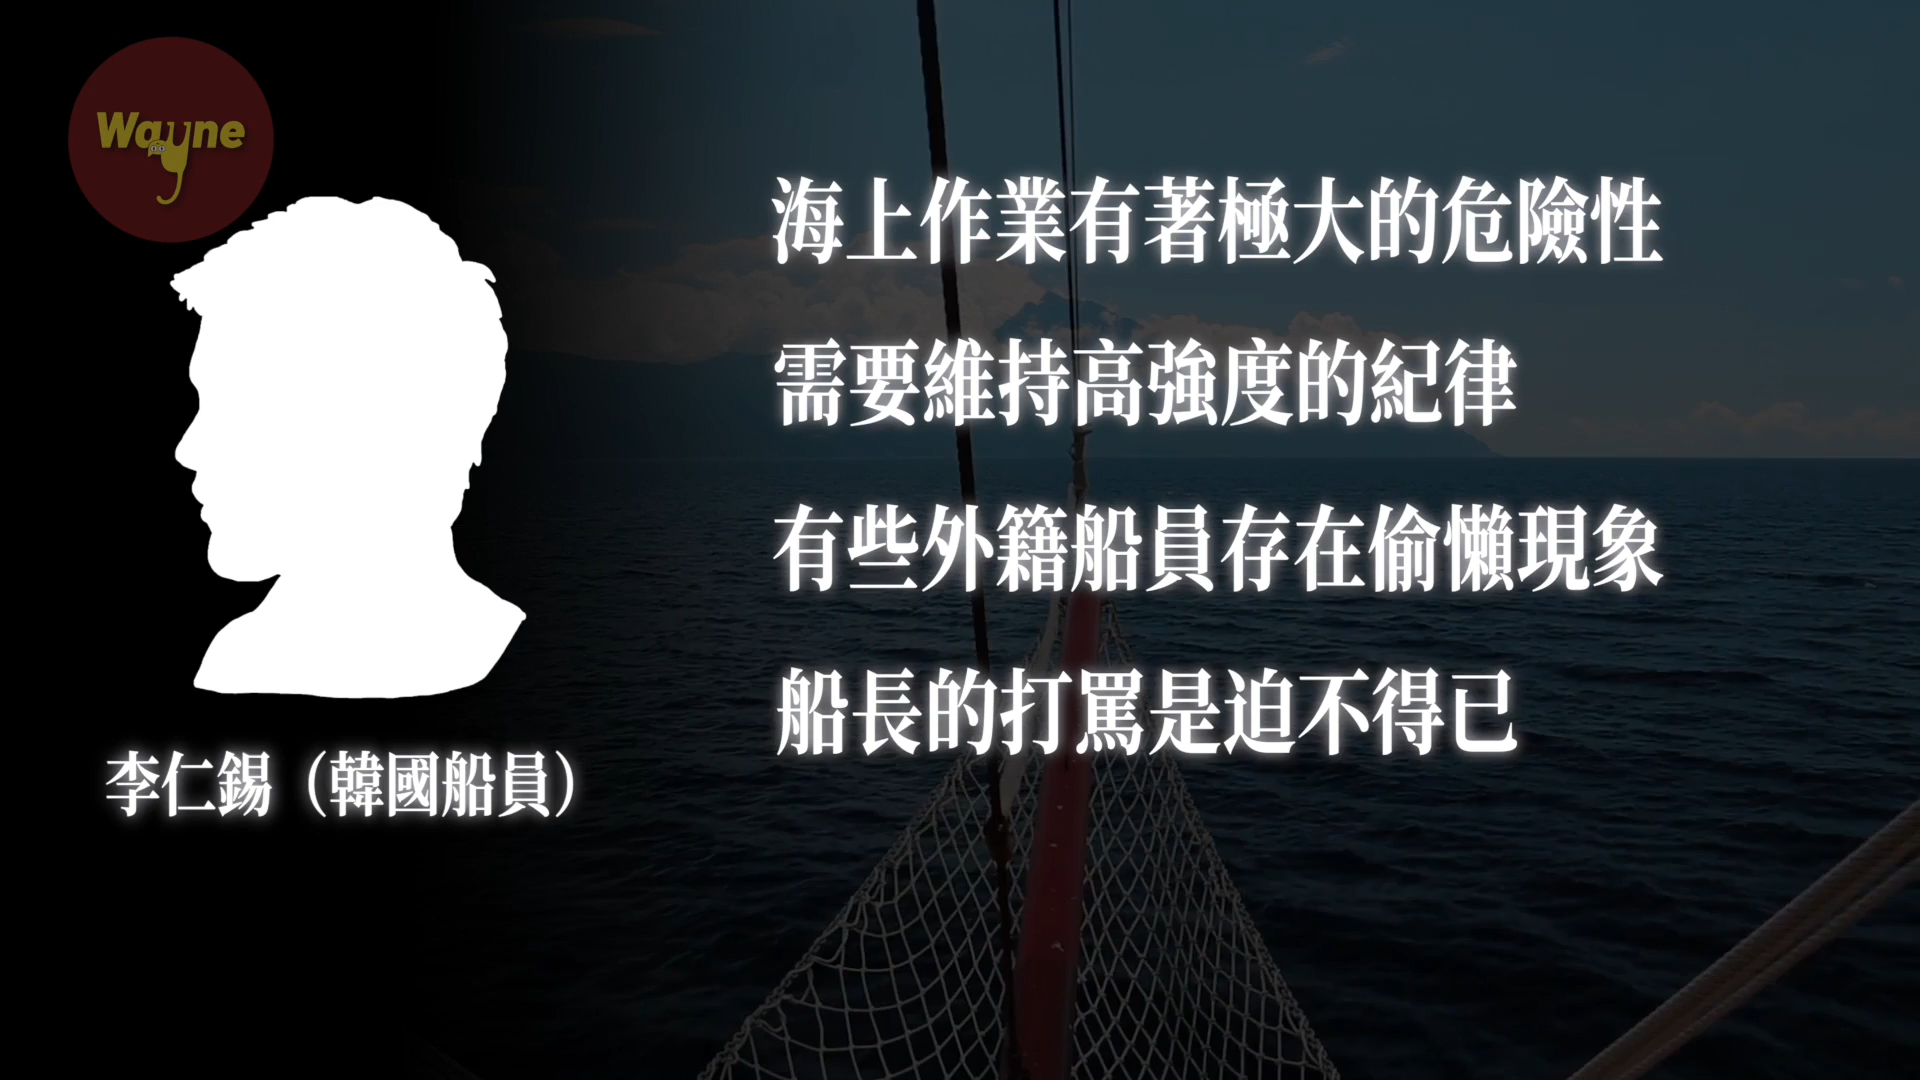 Wayne
海上作業有著極大的危險性
需要維持高強度的紀律
有些外籍船員存在偷懶現象
船長的打罵是迫不得已
李仁錫（韓國船員）